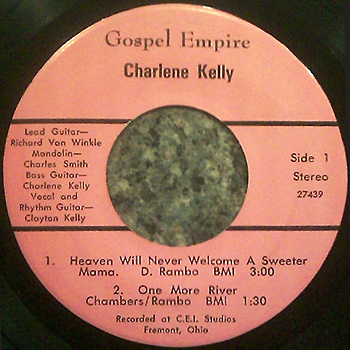 Gospel Empire
Charlene Kelly
Lead Guitar—
Richard Van Winkle
Mandolin—
Charles Smith
Bass Guitar—
Charlene Kelly
Vocal and
Rhythm Guitar—
Clayton Kelly
Side 1
Stereo
27439
1. Heaven Will Never Welcome A Sweeter
Mama. D. Rambo BMI 3:00
2. One More River
Chambers/Rambo BMI 1:30
Recorded at C.E.I. Studios
Fremont, Ohio